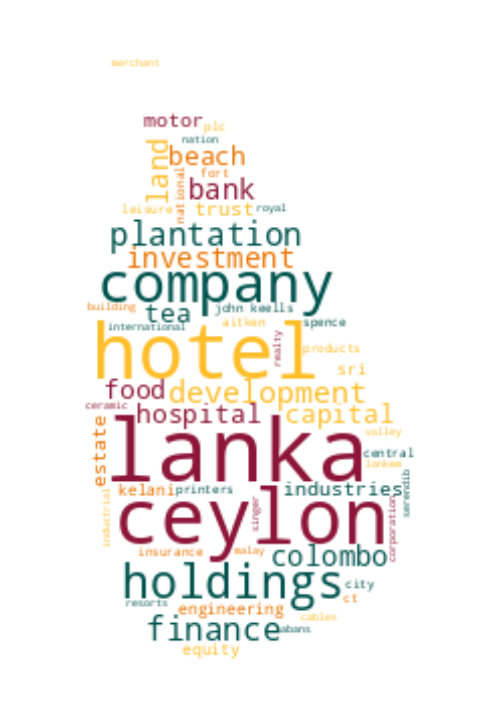 merchant
motor
plc
nation
land
beach
fort
national
bank
leisure
trust
royal
plantation
investment
company
building
tea
john keells
international
aitken
spence
hotel
realty
products
sri
food
development
ceramic
hospital
capital
valley
estate
lanka
central
lankem
kelani
printers
industries
serendib
industrial
ceylon
singer
corporation
insurance
malay
colombo
holdings
city
resorts
engineering
ct
cables
finance
abans
equity